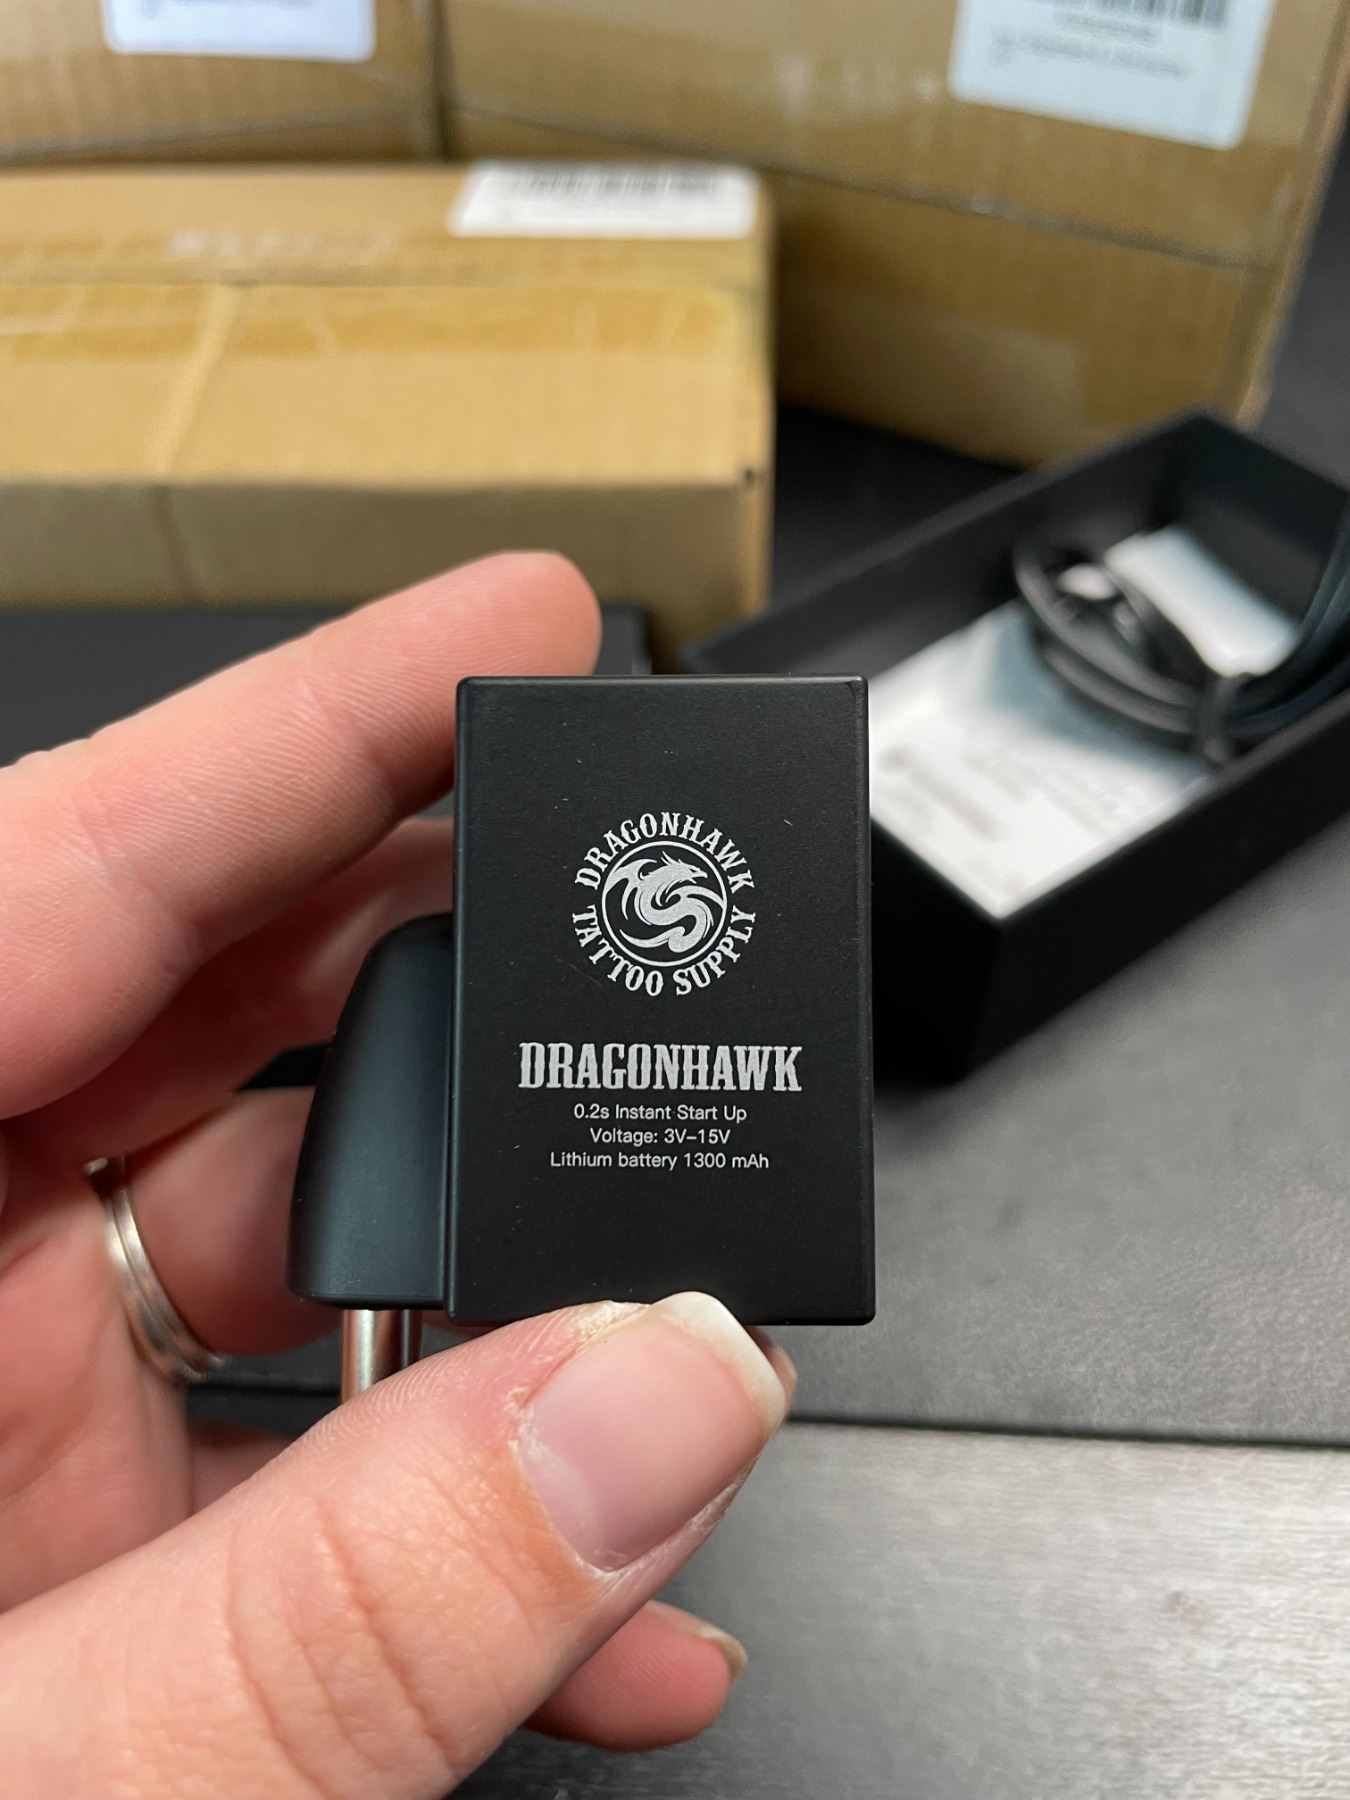 DRAGONHAWK
TATTOO SUPPLY
DRAGONHAWK
0.2s Instant Start Up
Voltage: 3V–15V
Lithium battery 1300 mAh